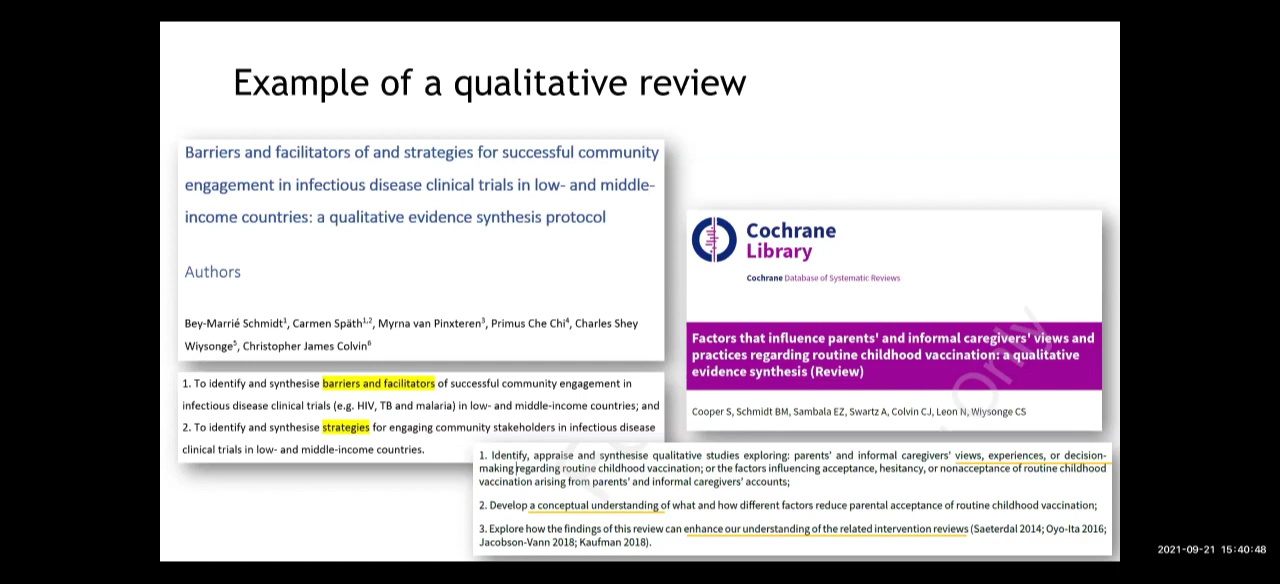 Example of a qualitative review
Barriers and facilitators of and strategies for successful community
engagement in infectious disease clinical trials in low- and middle-
income countries: a qualitative evidence synthesis protocol
Authors
Bey-Marrié Schmidt¹, Carmen Späth¹,², Myrna van Pinxteren³, Primus Che Chi⁴, Charles Shey
Wiysonge⁵, Christopher James Colvin⁶
1. To identify and synthesise barriers and facilitators of successful community engagement in
infectious disease clinical trials (e.g. HIV, TB and malaria) in low- and middle-income countries; and
2. To identify and synthesise strategies for engaging community stakeholders in infectious disease
clinical trials in low- and middle-income countries.
Cochrane
Library
Cochrane Database of Systematic Reviews
Factors that influence parents' and informal caregivers' views and
practices regarding routine childhood vaccination: a qualitative
evidence synthesis (Review)
Cooper S, Schmidt BM, Sambala EZ, Swartz A, Colvin CJ, Leon N, Wiysonge CS
1. Identify, appraise and synthesise qualitative studies exploring: parents' and informal caregivers' views, experiences, or decision-
making regarding routine childhood vaccination; or the factors influencing acceptance, hesitancy, or nonacceptance of routine childhood
vaccination arising from parents' and informal caregivers' accounts;
2. Develop a conceptual understanding of what and how different factors reduce parental acceptance of routine childhood vaccination;
3. Explore how the findings of this review can enhance our understanding of the related intervention reviews (Saeterdal 2014; Oyo-Ita 2016;
Jacobson-Vann 2018; Kaufman 2018).
Only
2021-09-21 15:40:48